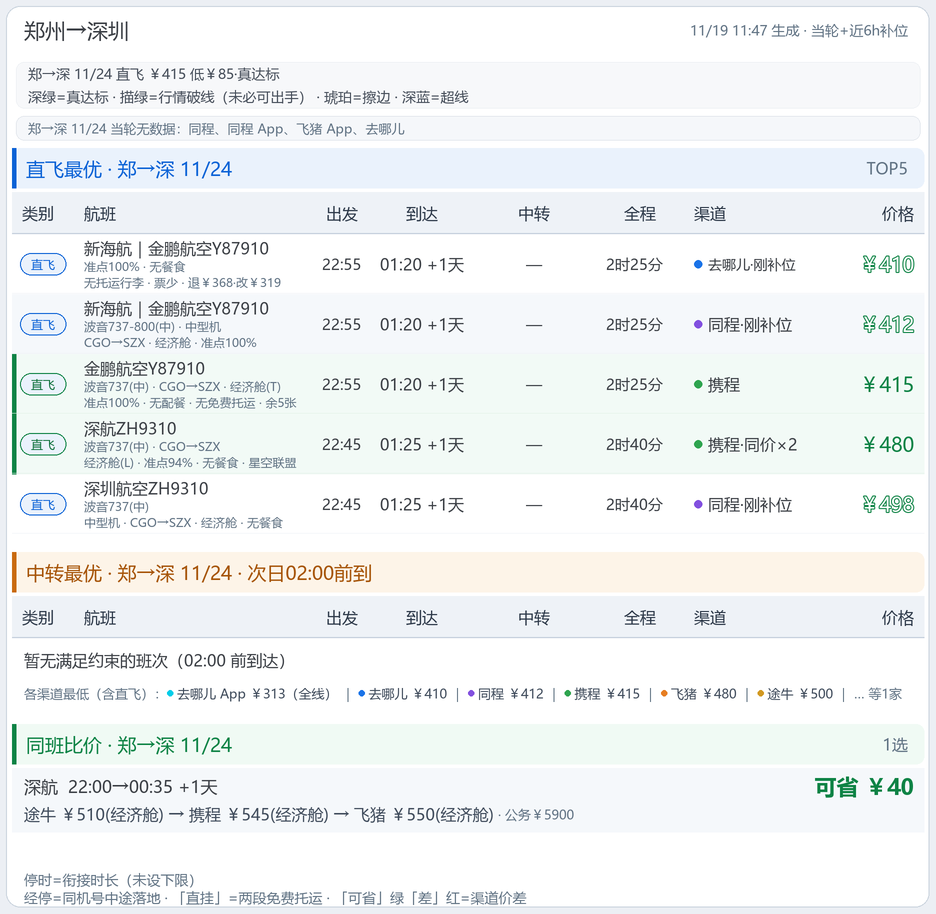 郑州→深圳
11/19 11:47 生成 · 当轮+近6h补位
郑→深 11/24 直飞 ¥415 低¥85·真达标
深绿=真达标 · 描绿=行情破线（未必可出手） · 琥珀=擦边 · 深蓝=超线
郑→深 11/24 当轮无数据：同程、同程 App、飞猪 App、去哪儿
直飞最优 · 郑→深 11/24 TOP5
类别 航班 出发 到达 中转 全程 渠道 价格
新海航｜金鹏航空Y87910
直飞 22:55 01:20 +1天 — 2时25分 去哪儿·刚补位 ¥410
准点100% · 无餐食
无托运行李 · 票少 · 退¥368·改¥319
新海航｜金鹏航空Y87910
直飞 22:55 01:20 +1天 — 2时25分 同程·刚补位 ¥412
波音737-800(中) · 中型机
CGO→SZX · 经济舱 · 准点100%
金鹏航空Y87910
直飞 22:55 01:20 +1天 — 2时25分 携程 ¥415
波音737(中) · CGO→SZX · 经济舱(T)
准点100% · 无配餐 · 无免费托运 · 余5张
深航ZH9310
直飞 22:45 01:25 +1天 — 2时40分 携程·同价×2 ¥480
波音737(中) · CGO→SZX
经济舱(L) · 准点94% · 无餐食 · 星空联盟
深圳航空ZH9310
直飞 22:45 01:25 +1天 — 2时40分 同程·刚补位 ¥498
波音737(中)
中型机 · CGO→SZX · 经济舱 · 无餐食
中转最优 · 郑→深 11/24 · 次日02:00前到
类别 航班 出发 到达 中转 全程 渠道 价格
暂无满足约束的班次（02:00 前到达）
各渠道最低（含直飞）: 去哪儿 App ¥313（全线） | 去哪儿 ¥410 | 同程 ¥412 | 携程 ¥415 | 飞猪 ¥480 | 途牛 ¥500 | … 等1家
同班比价 · 郑→深 11/24 1选
深航 22:00→00:35 +1天 可省 ¥40
途牛 ¥510(经济舱) → 携程 ¥545(经济舱) → 飞猪 ¥550(经济舱) · 公务¥5900
停时=衔接时长（未设下限）
经停=同机号中途落地 · 「直挂」=两段免费托运 · 「可省」绿「差」红=渠道价差